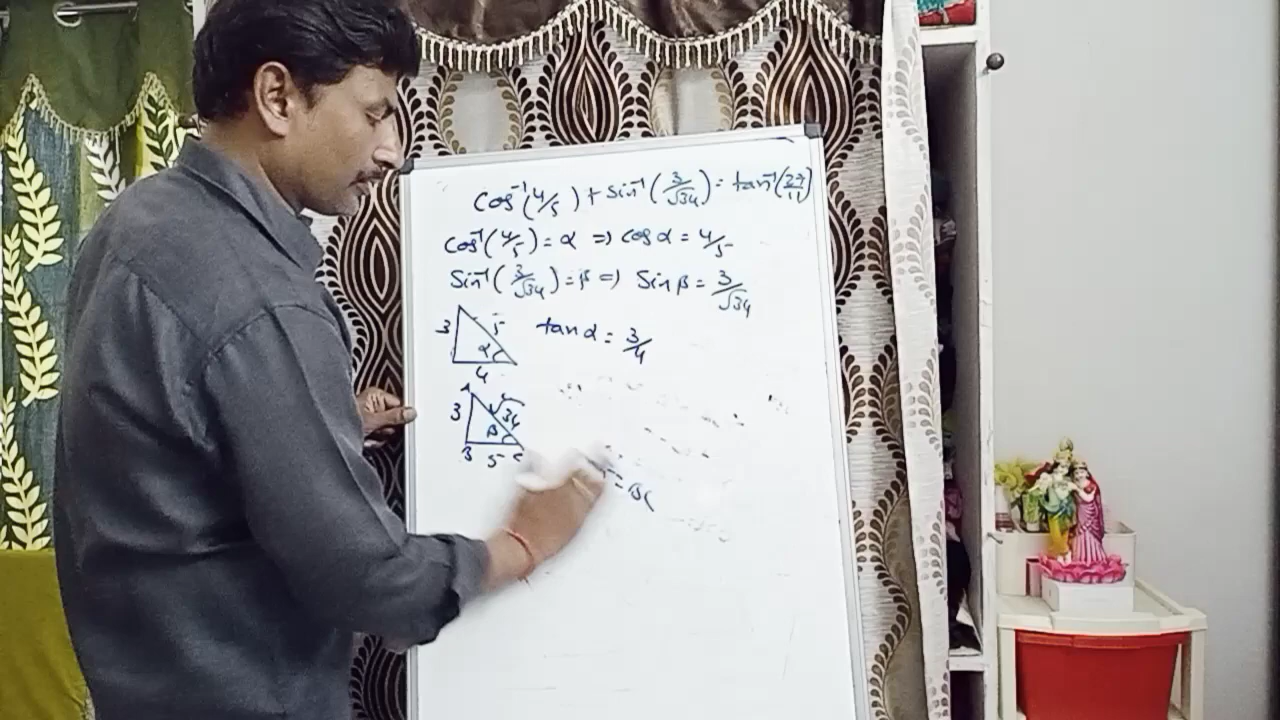 cos⁻¹(4/5) + sin⁻¹(3/√34) = tan⁻¹(27/11)
cos⁻¹(4/5) = α ⇒ cos α = 4/5
Sin⁻¹(3/√34) = β ⇒ Sin β = 3/√34
3 5 α 4
tan α = 3/4
A 3 √34 β B 5 C
= BC